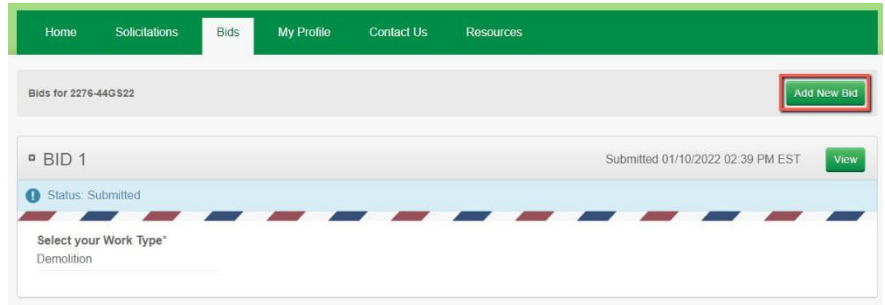 Home Solicitations Bids My Profile Contact Us Resources
Bids for 2276-44GS22 Add New Bid
BID 1 Submitted 01/10/2022 02:39 PM EST View
Status: Submitted
Select your Work Type*
Demolition